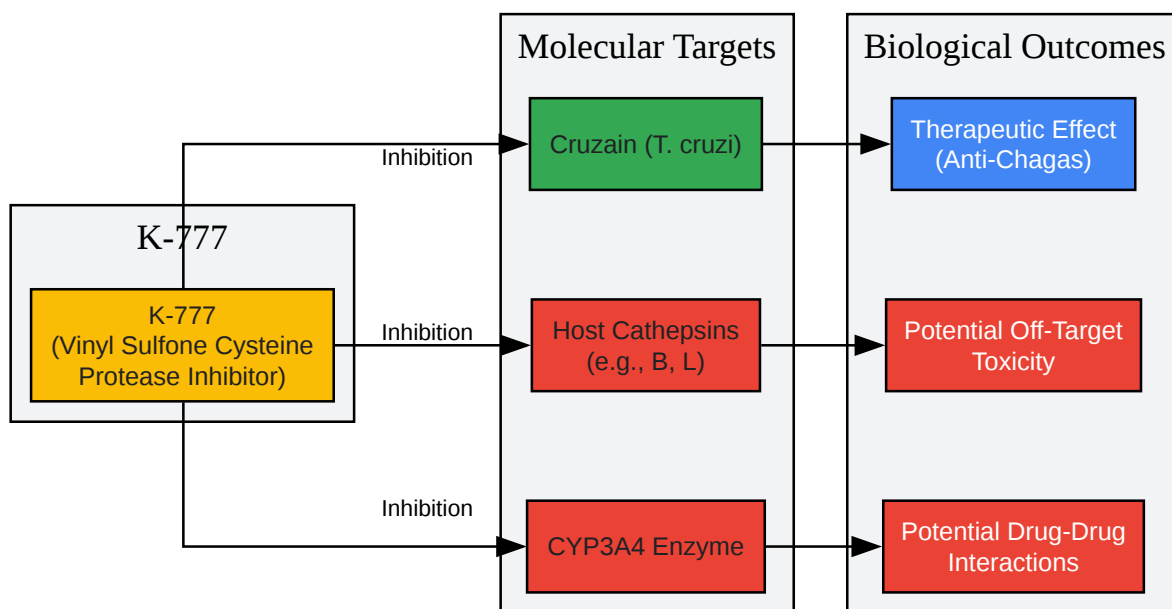 Molecular Targets
Biological Outcomes
Inhibition
Cruzain (T. cruzi)
Therapeutic Effect
(Anti-Chagas)
K-777
K-777
(Vinyl Sulfone Cysteine
Protease Inhibitor)
Inhibition
Host Cathepsins
(e.g., B, L)
Potential Off-Target
Toxicity
Inhibition
CYP3A4 Enzyme
Potential Drug-Drug
Interactions